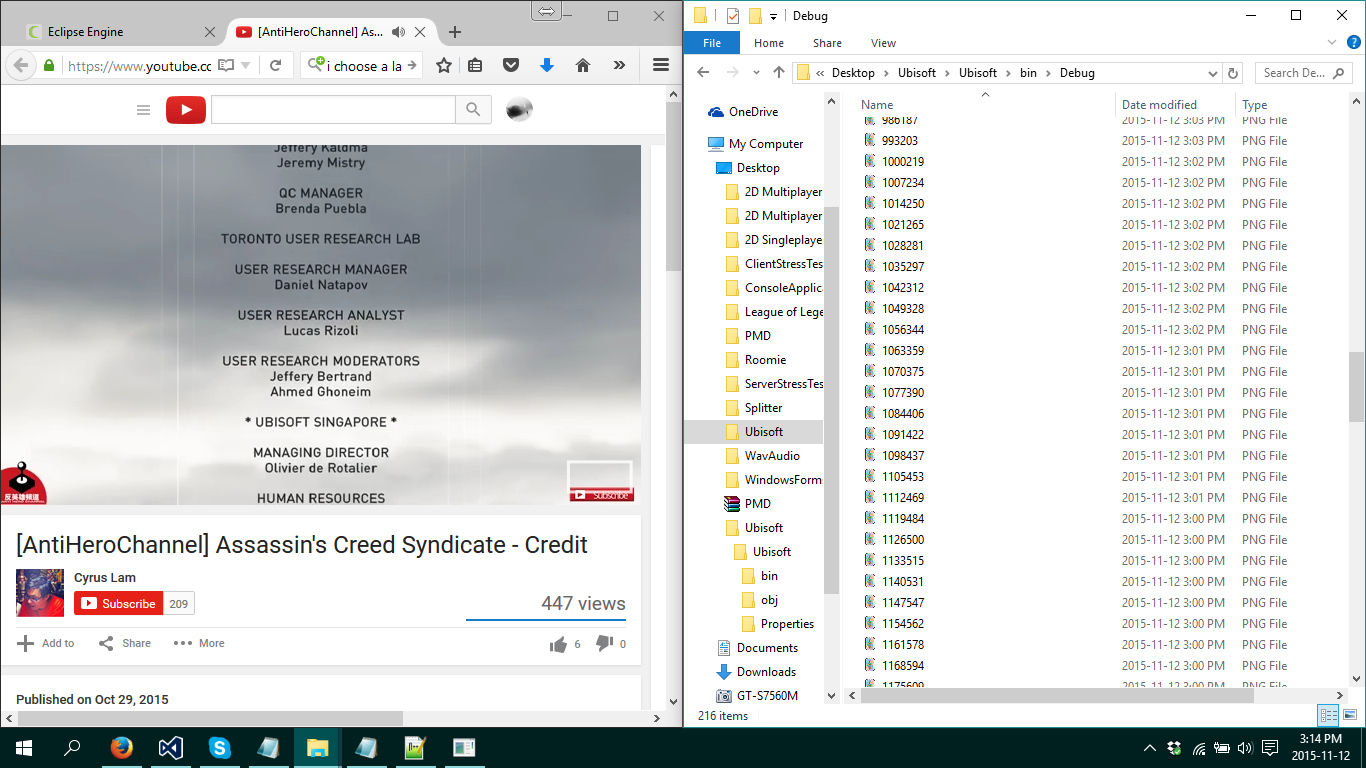 Eclipse Engine
[AntiHeroChannel] As...
https://www.youtube.cc
i choose a la
Jeffery Kaldma
Jeremy Mistry
QC MANAGER
Brenda Puebla
TORONTO USER RESEARCH LAB
USER RESEARCH MANAGER
Daniel Natapov
USER RESEARCH ANALYST
Lucas Rizoli
USER RESEARCH MODERATORS
Jeffery Bertrand
Ahmed Ghoneim
* UBISOFT SINGAPORE *
MANAGING DIRECTOR
Olivier de Rotalier
HUMAN RESOURCES
反英雄頻道
Subscribe
[AntiHeroChannel] Assassin's Creed Syndicate - Credit
Cyrus Lam
Subscribe 209
447 views
Add to Share More 6 0
Published on Oct 29, 2015
Debug
File Home Share View
« Desktop > Ubisoft > Ubisoft > bin > Debug
Search De...
OneDrive
My Computer
Desktop
2D Multiplayer
2D Multiplayer
2D Singleplaye
ClientStressTes
ConsoleApplic
League of Lege
PMD
Roomie
ServerStressTes
Splitter
Ubisoft
WavAudio
WindowsForm
PMD
Ubisoft
Ubisoft
bin
obj
Properties
Documents
Downloads
GT-S7560M
Name Date modified Type
986187 2015-11-12 3:03 PM PNG File
993203 2015-11-12 3:03 PM PNG File
1000219 2015-11-12 3:02 PM PNG File
1007234 2015-11-12 3:02 PM PNG File
1014250 2015-11-12 3:02 PM PNG File
1021265 2015-11-12 3:02 PM PNG File
1028281 2015-11-12 3:02 PM PNG File
1035297 2015-11-12 3:02 PM PNG File
1042312 2015-11-12 3:02 PM PNG File
1049328 2015-11-12 3:02 PM PNG File
1056344 2015-11-12 3:02 PM PNG File
1063359 2015-11-12 3:01 PM PNG File
1070375 2015-11-12 3:01 PM PNG File
1077390 2015-11-12 3:01 PM PNG File
1084406 2015-11-12 3:01 PM PNG File
1091422 2015-11-12 3:01 PM PNG File
1098437 2015-11-12 3:01 PM PNG File
1105453 2015-11-12 3:01 PM PNG File
1112469 2015-11-12 3:01 PM PNG File
1119484 2015-11-12 3:00 PM PNG File
1126500 2015-11-12 3:00 PM PNG File
1133515 2015-11-12 3:00 PM PNG File
1140531 2015-11-12 3:00 PM PNG File
1147547 2015-11-12 3:00 PM PNG File
1154562 2015-11-12 3:00 PM PNG File
1161578 2015-11-12 3:00 PM PNG File
1168594 2015-11-12 3:00 PM PNG File
1175609 2015-11-12 3:00 PM PNG File
216 items
3:14 PM
2015-11-12